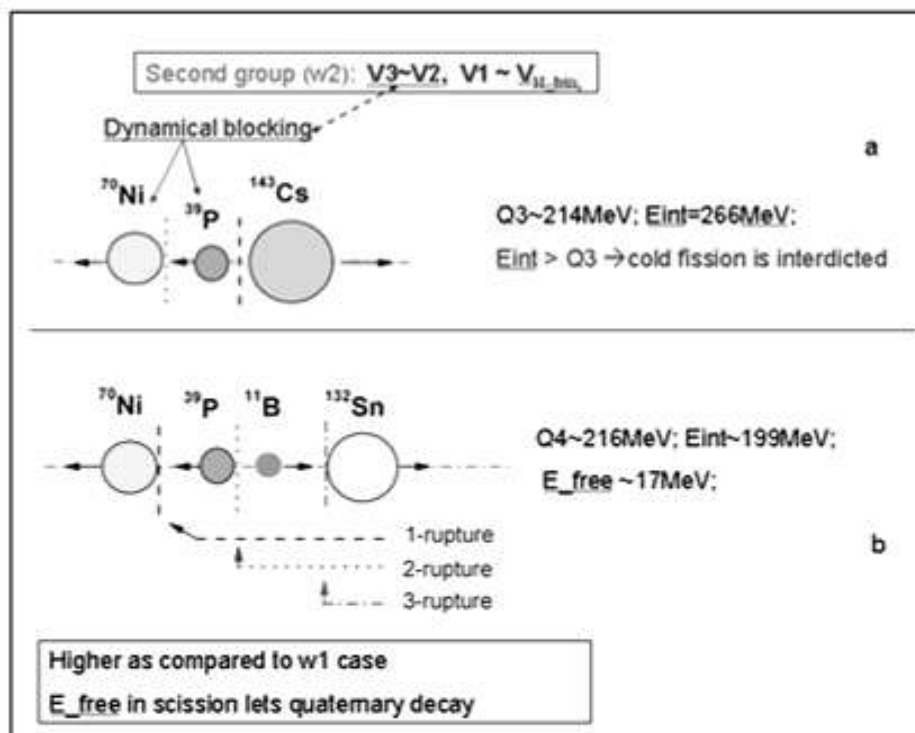 Second group (w2): V3~V2, V1 ~ V
Dynamical blocking
a
⁷⁰Ni
³⁹P
¹⁴³Cs
Q3~214MeV; Eint=266MeV;
Eint > Q3 →cold fission is interdicted
⁷⁰Ni ³⁹P ¹¹B ¹³²Sn
Q4~216MeV; Eint~199MeV;
E_free ~17MeV;
1-rupture
b
2-rupture
3-rupture
Higher as compared to w1 case
E_free in scission lets quaternary decay